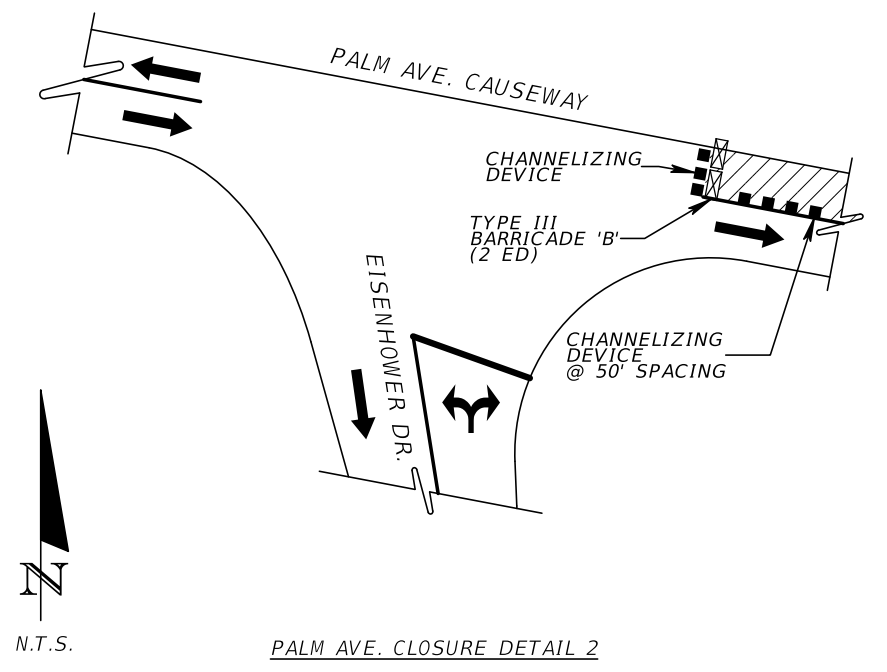 PALM AVE. CAUSEWAY
CHANNELIZING
DEVICE
TYPE III
BARRICADE 'B'
(2 ED)
EISENHOWER DR.
CHANNELIZING
DEVICE
@ 50' SPACING
N
N.T.S.
PALM AVE. CLOSURE DETAIL 2